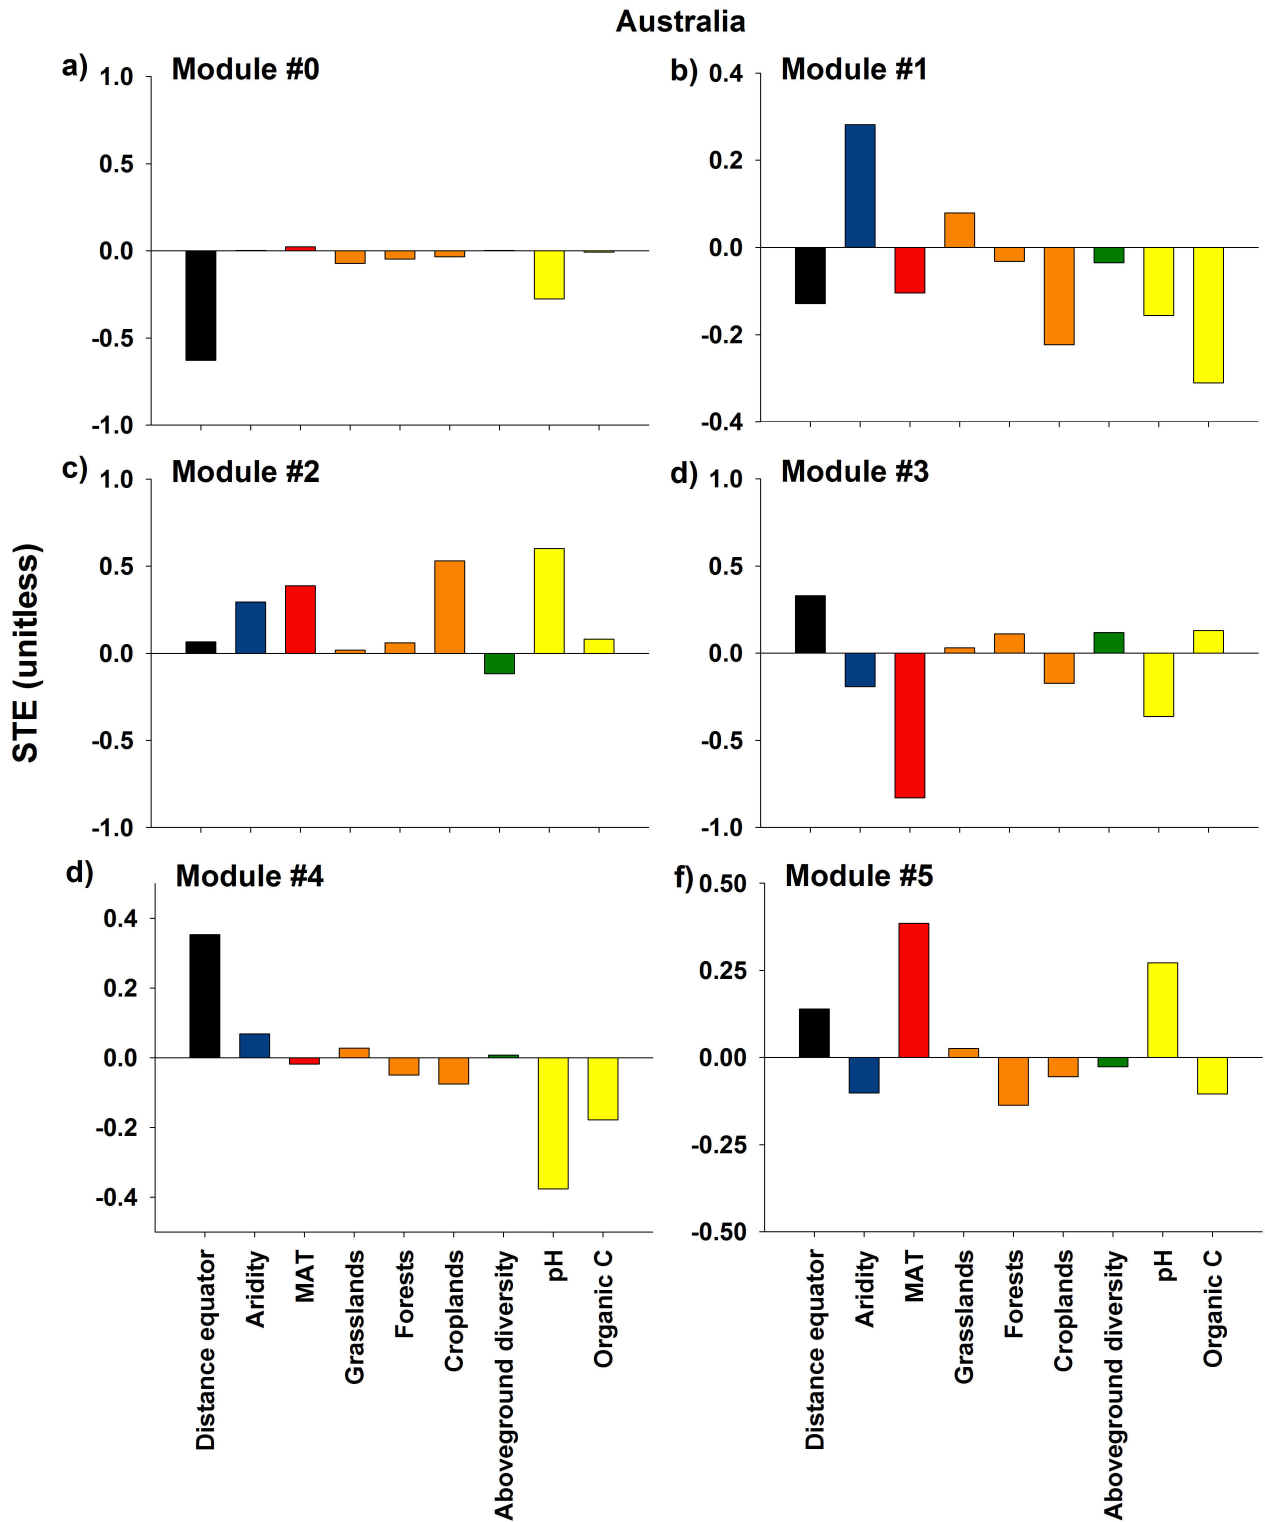 Australia
a) Module #0
1.0
0.5
0.0
-0.5
-1.0
b) Module #1
0.4
0.2
0.0
-0.2
-0.4
c) Module #2
1.0
0.5
0.0
-0.5
-1.0
d) Module #3
1.0
0.5
0.0
-0.5
-1.0
STE (unitless)
d) Module #4
0.4
0.2
0.0
-0.2
-0.4
f) Module #5
0.50
0.25
0.00
-0.25
-0.50
Distance equator
Aridity
MAT
Grasslands
Forests
Croplands
Aboveground diversity
pH
Organic C
Distance equator
Aridity
MAT
Grasslands
Forests
Croplands
Aboveground diversity
pH
Organic C